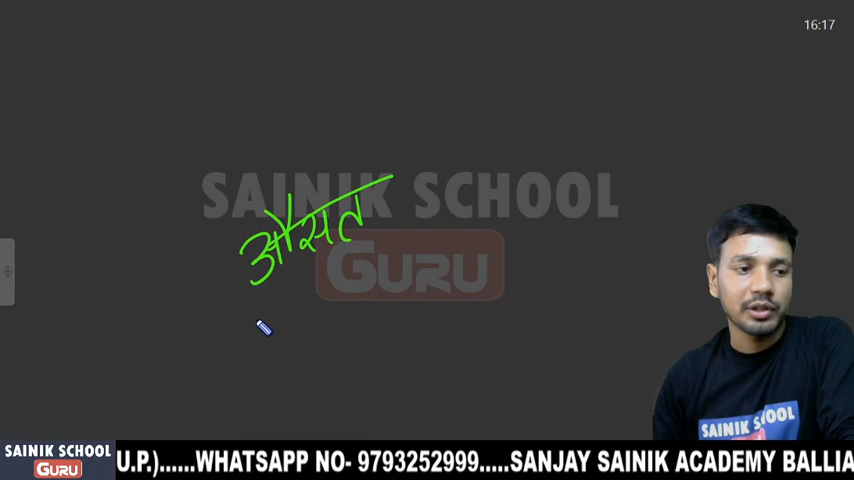 16:17
SAINIK SCHOOL
GURU
औसत
SAINIK SCHOOL
SAINIK SCHOOL
GURU
U.P.)......WHATSAPP NO- 9793252999.....SANJAY SAINIK ACADEMY BALLIA